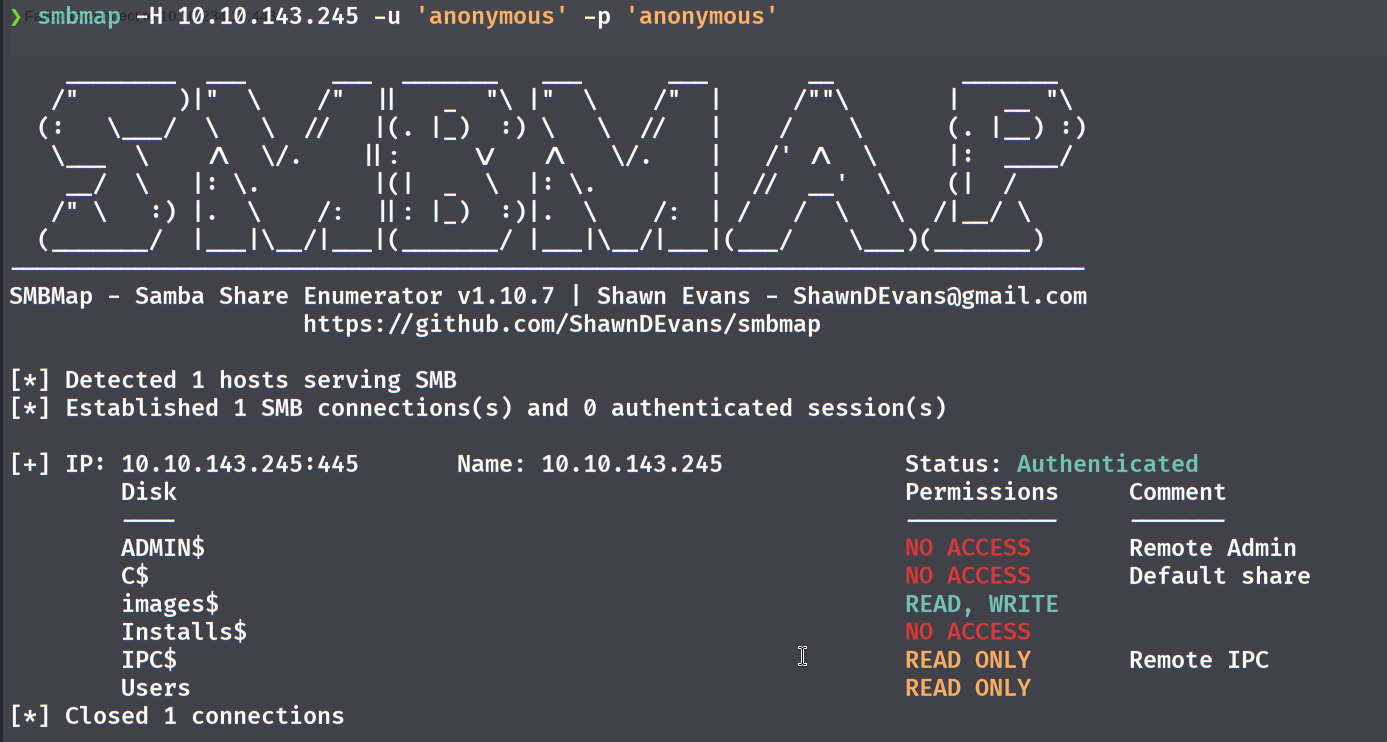 ❯ smbmap -H 10.10.143.245 -u 'anonymous' -p 'anonymous'
SMBMAP
SMBMap - Samba Share Enumerator v1.10.7 | Shawn Evans - ShawnDEvans@gmail.com
https://github.com/ShawnDEvans/smbmap
[*] Detected 1 hosts serving SMB
[*] Established 1 SMB connections(s) and 0 authenticated session(s)
[+] IP: 10.10.143.245:445 Name: 10.10.143.245 Status: Authenticated
Disk Permissions Comment
---- ----------- -------
ADMIN$ NO ACCESS Remote Admin
C$ NO ACCESS Default share
images$ READ, WRITE
Installs$ NO ACCESS
IPC$ READ ONLY Remote IPC
Users READ ONLY
[*] Closed 1 connections